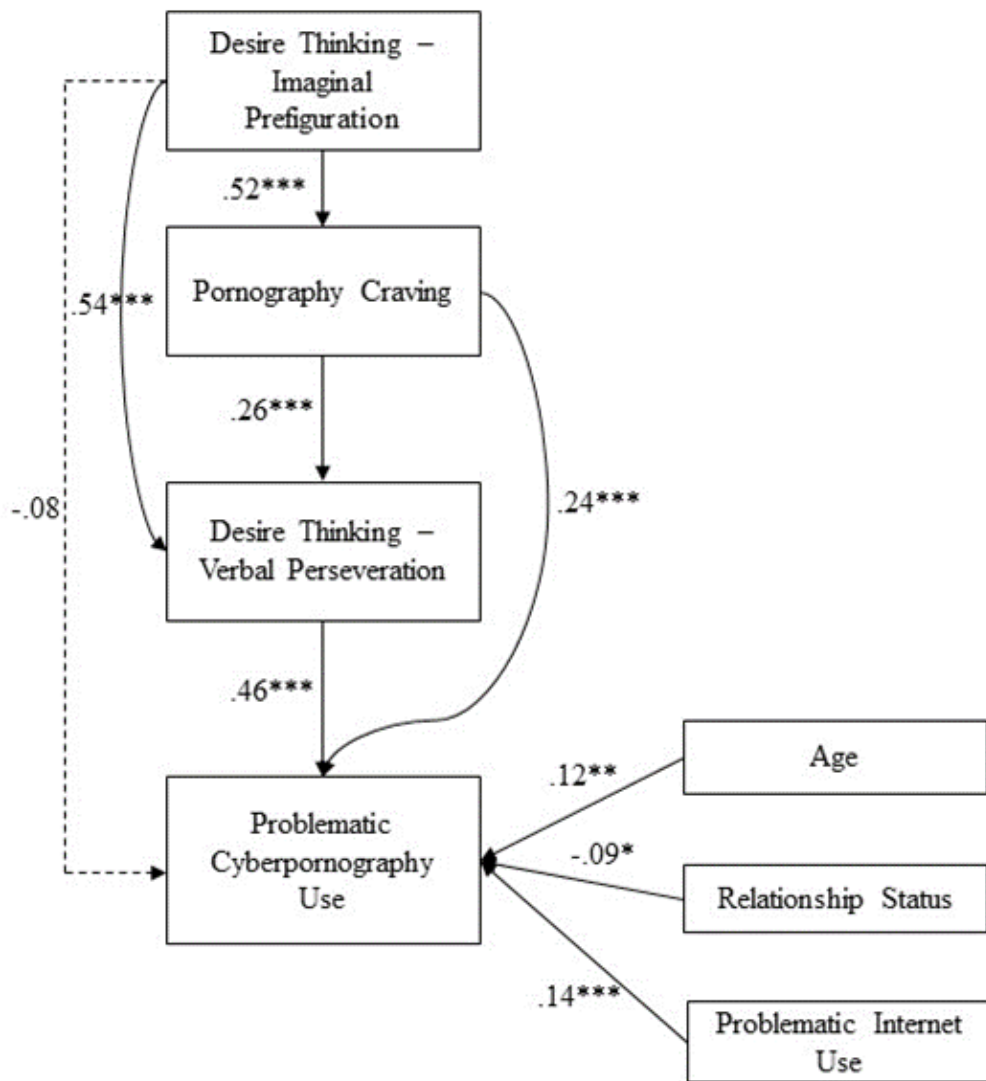 Desire Thinking –
Imaginal
Prefiguration
.52***
Pornography Craving
.54***
.26***
-.08
Desire Thinking –
Verbal Perseveration
.24***
.46***
Age
.12**
Problematic
Cyberpornography
Use
-.09*
Relationship Status
.14***
Problematic Internet
Use